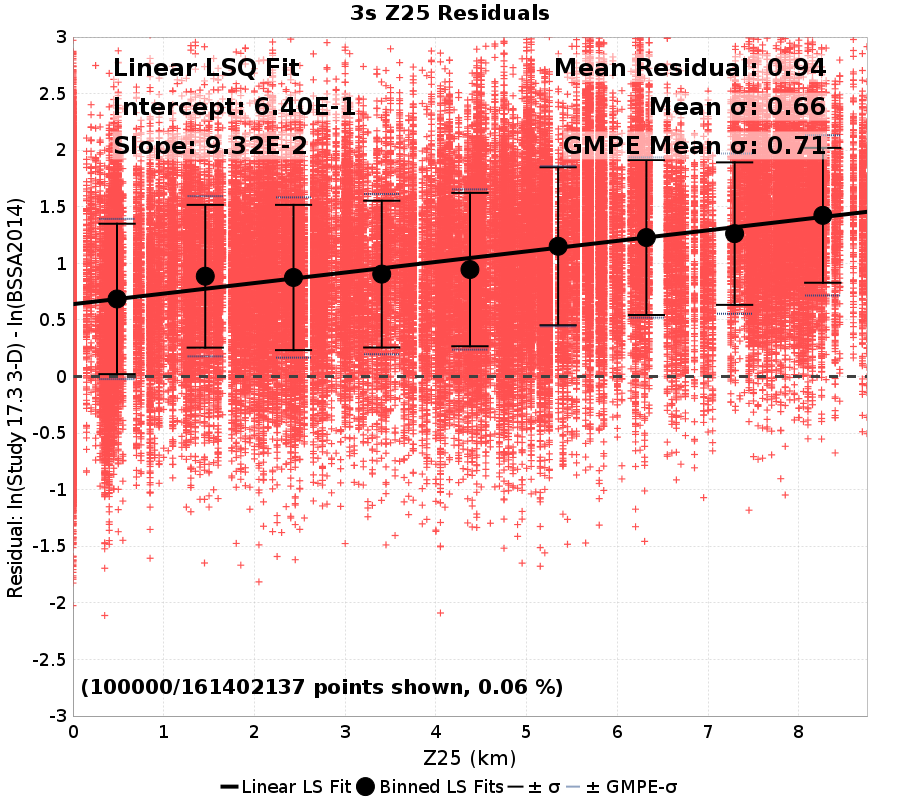 3s Z25 Residuals
Linear LSQ Fit
Mean Residual: 0.94
Intercept: 6.40E-1
Mean σ: 0.66
Slope: 9.32E-2
GMPE Mean σ: 0.71
3
2.5
2
1.5
1
0.5
0
-0.5
-1
-1.5
-2
-2.5
-3
Residual: ln(Study 17.3 3-D) - ln(BSSA2014)
(100000/161402137 points shown, 0.06 %)
0 1 2 3 4 5 6 7 8
Z25 (km)
Linear LS Fit Binned LS Fits ± σ ± GMPE-σ